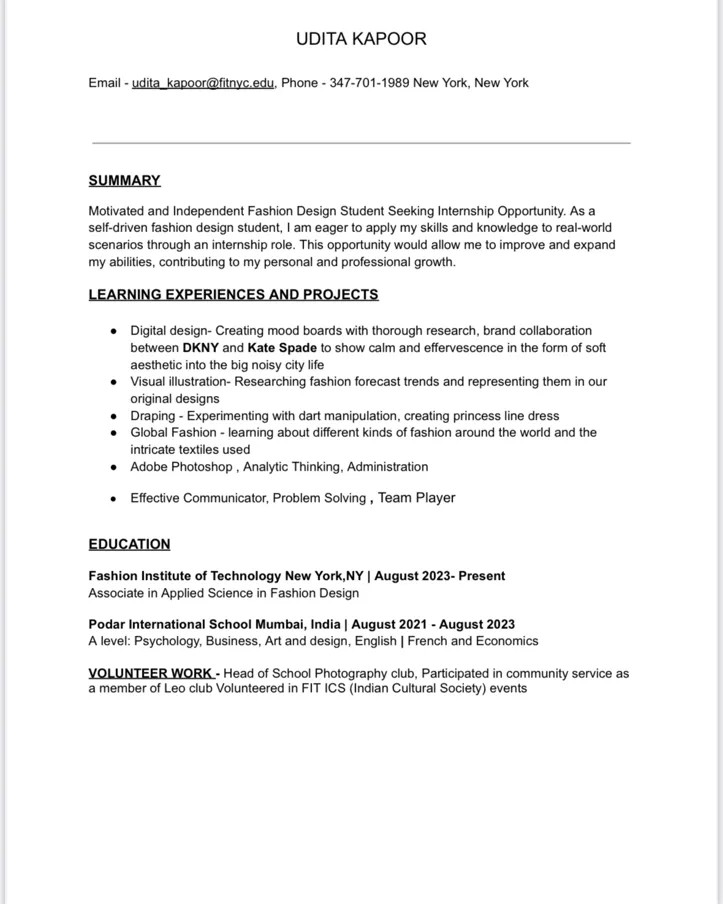 UDITA KAPOOR
Email - udita_kapoor@fitnyc.edu, Phone - 347-701-1989 New York, New York
SUMMARY
Motivated and Independent Fashion Design Student Seeking Internship Opportunity. As a
self-driven fashion design student, I am eager to apply my skills and knowledge to real-world
scenarios through an internship role. This opportunity would allow me to improve and expand
my abilities, contributing to my personal and professional growth.
LEARNING EXPERIENCES AND PROJECTS
● Digital design- Creating mood boards with thorough research, brand collaboration
between DKNY and Kate Spade to show calm and effervescence in the form of soft
aesthetic into the big noisy city life
● Visual illustration- Researching fashion forecast trends and representing them in our
original designs
● Draping - Experimenting with dart manipulation, creating princess line dress
● Global Fashion - learning about different kinds of fashion around the world and the
intricate textiles used
● Adobe Photoshop , Analytic Thinking, Administration
● Effective Communicator, Problem Solving , Team Player
EDUCATION
Fashion Institute of Technology New York,NY | August 2023- Present
Associate in Applied Science in Fashion Design
Podar International School Mumbai, India | August 2021 - August 2023
A level: Psychology, Business, Art and design, English | French and Economics
VOLUNTEER WORK - Head of School Photography club, Participated in community service as
a member of Leo club Volunteered in FIT ICS (Indian Cultural Society) events